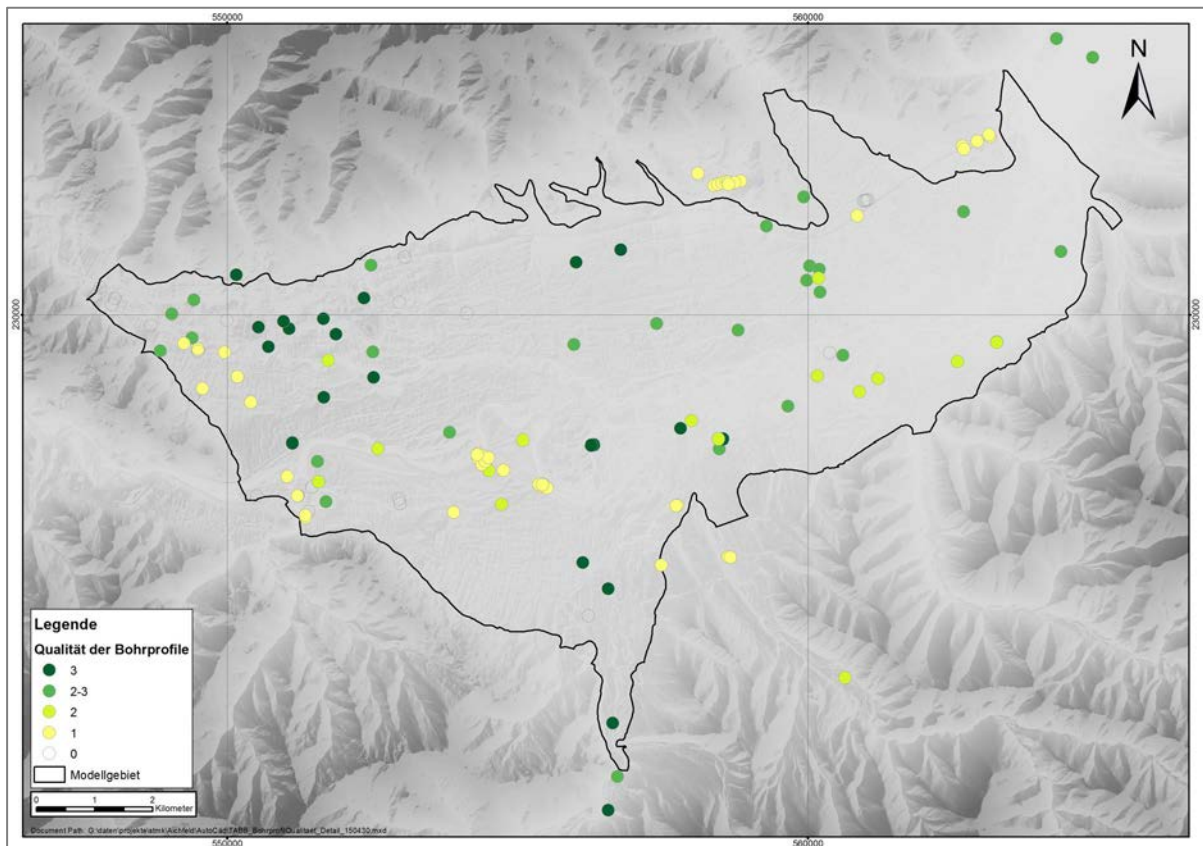 550000
560000
N
230000
230000
Legende
Qualität der Bohrprofile
3
2-3
2
1
0
Modellgebiet
0 1 2
Kilometer
550000
560000